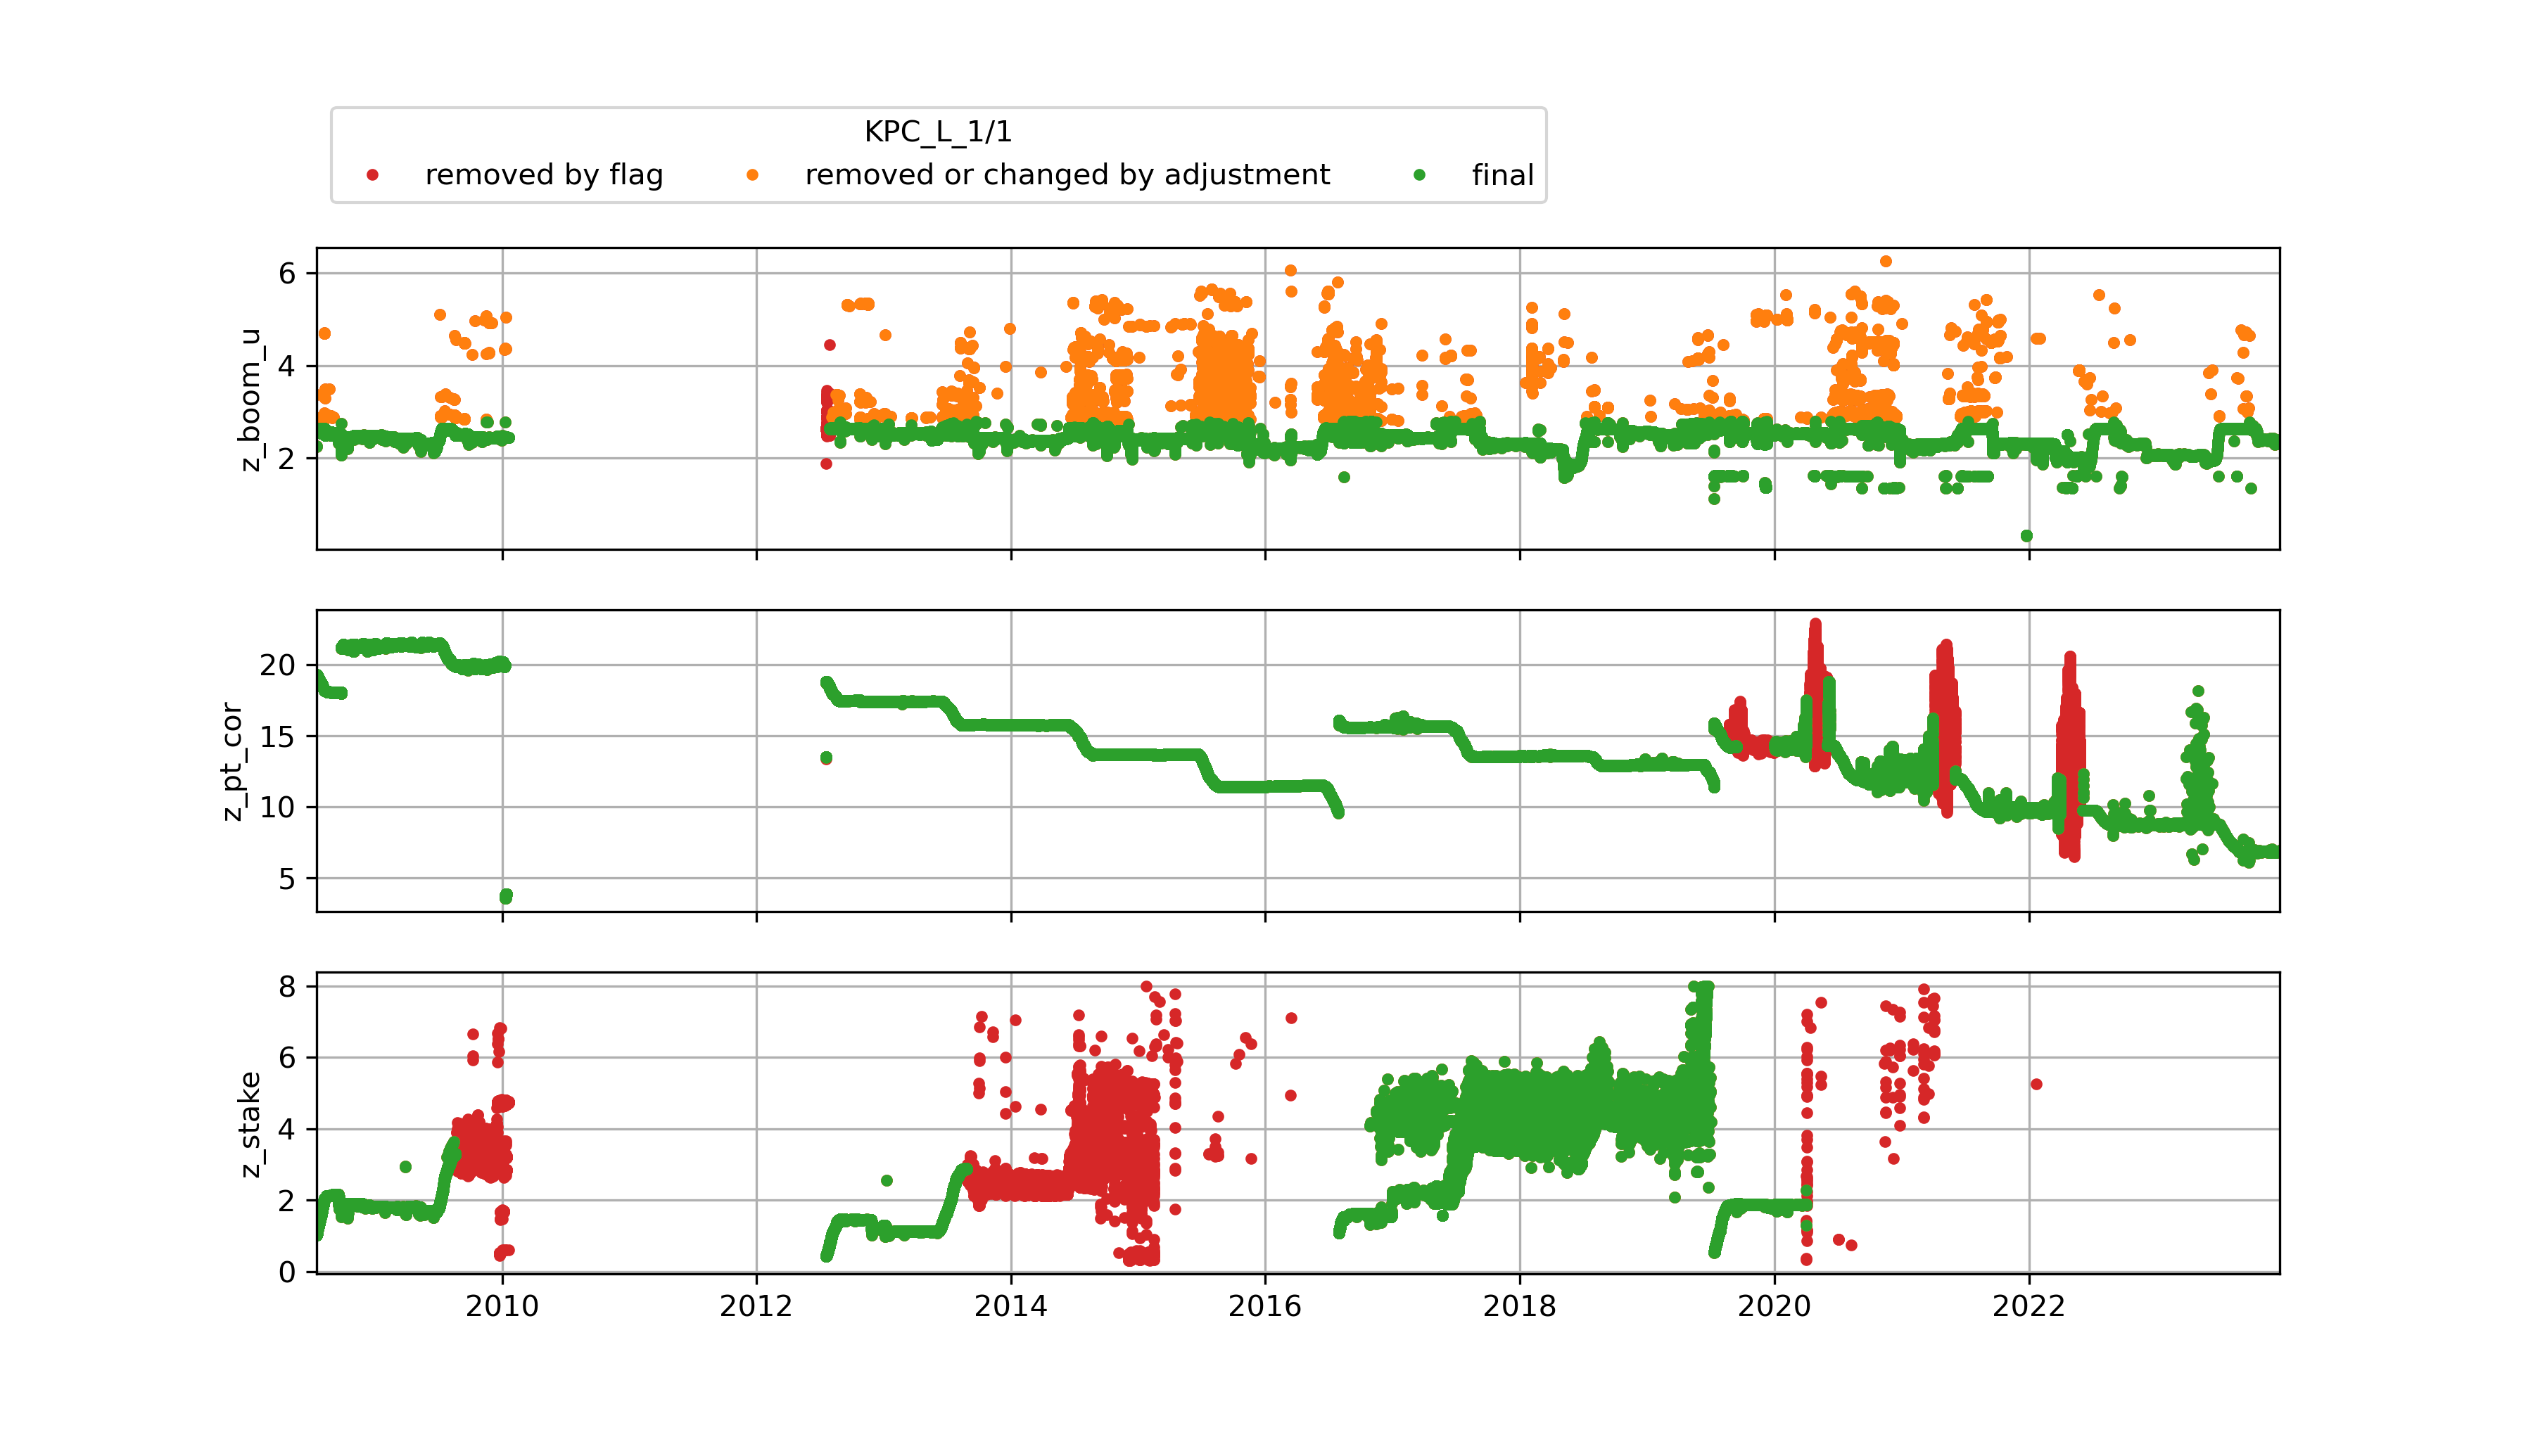 KPC_L_1/1
removed by flag removed or changed by adjustment final
z_boom_u
6
4
2
z_pt_cor
20
15
10
5
z_stake
8
6
4
2
0
2010 2012 2014 2016 2018 2020 2022